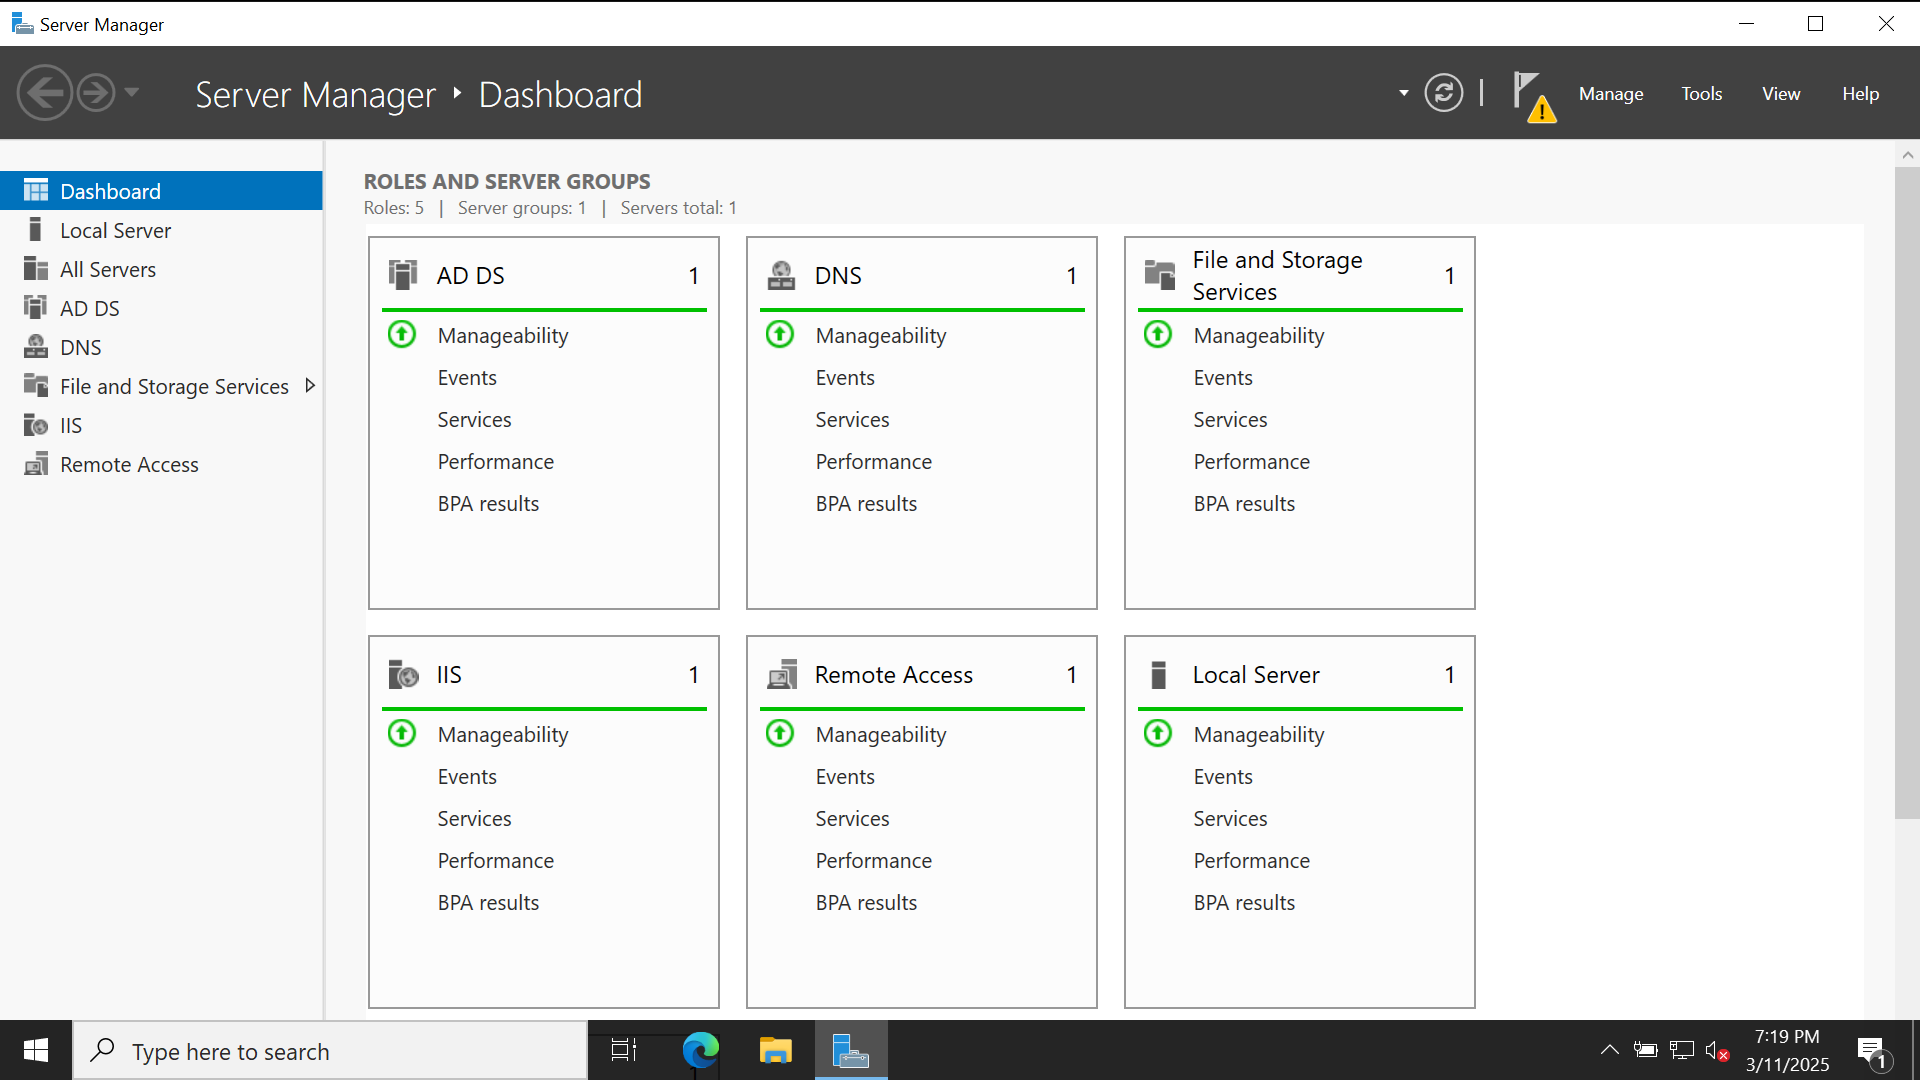 Server Manager
Server Manager ‣ Dashboard
Manage
Tools
View
Help
Dashboard
Local Server
All Servers
AD DS
DNS
File and Storage Services
IIS
Remote Access
ROLES AND SERVER GROUPS
Roles: 5 | Server groups: 1 | Servers total: 1
AD DS 1
Manageability
Events
Services
Performance
BPA results
DNS 1
Manageability
Events
Services
Performance
BPA results
File and Storage
Services
1
Manageability
Events
Services
Performance
BPA results
IIS 1
Manageability
Events
Services
Performance
BPA results
Remote Access 1
Manageability
Events
Services
Performance
BPA results
Local Server 1
Manageability
Events
Services
Performance
BPA results
Type here to search
7:19 PM
3/11/2025
1